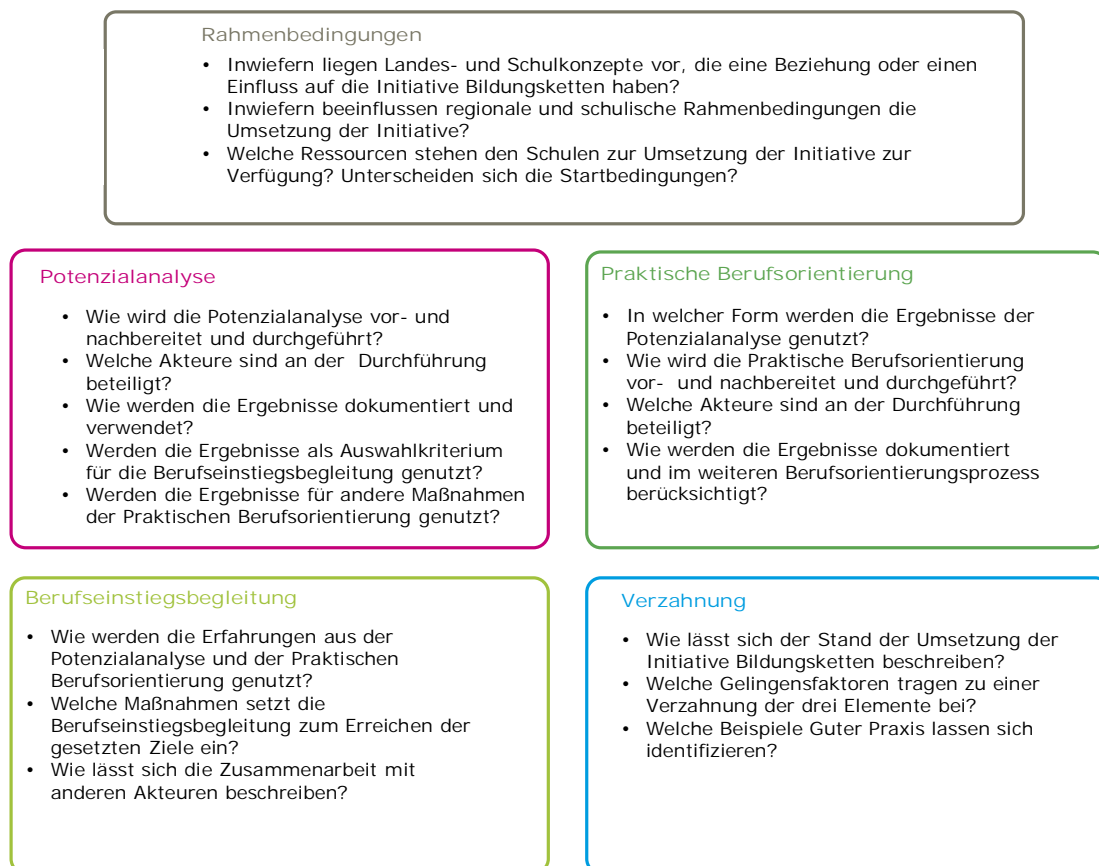 Rahmenbedingungen
• Inwiefern liegen Landes- und Schulkonzepte vor, die eine Beziehung oder einen
Einfluss auf die Initiative Bildungsketten haben?
• Inwiefern beeinflussen regionale und schulische Rahmenbedingungen die
Umsetzung der Initiative?
• Welche Ressourcen stehen den Schulen zur Umsetzung der Initiative zur
Verfügung? Unterscheiden sich die Startbedingungen?
Potenzialanalyse
• Wie wird die Potenzialanalyse vor- und
nachbereitet und durchgeführt?
• Welche Akteure sind an der Durchführung
beteiligt?
• Wie werden die Ergebnisse dokumentiert und
verwendet?
• Werden die Ergebnisse als Auswahlkriterium
für die Berufseinstiegsbegleitung genutzt?
• Werden die Ergebnisse für andere Maßnahmen
der Praktischen Berufsorientierung genutzt?
Praktische Berufsorientierung
• In welcher Form werden die Ergebnisse der
Potenzialanalyse genutzt?
• Wie wird die Praktische Berufsorientierung
vor- und nachbereitet und durchgeführt?
• Welche Akteure sind an der Durchführung
beteiligt?
• Wie werden die Ergebnisse dokumentiert
und im weiteren Berufsorientierungsprozess
berücksichtigt?
Berufseinstiegsbegleitung
• Wie werden die Erfahrungen aus der
Potenzialanalyse und der Praktischen
Berufsorientierung genutzt?
• Welche Maßnahmen setzt die
Berufseinstiegsbegleitung zum Erreichen der
gesetzten Ziele ein?
• Wie lässt sich die Zusammenarbeit mit
anderen Akteuren beschreiben?
Verzahnung
• Wie lässt sich der Stand der Umsetzung der
Initiative Bildungsketten beschreiben?
• Welche Gelingensfaktoren tragen zu einer
Verzahnung der drei Elemente bei?
• Welche Beispiele Guter Praxis lassen sich
identifizieren?